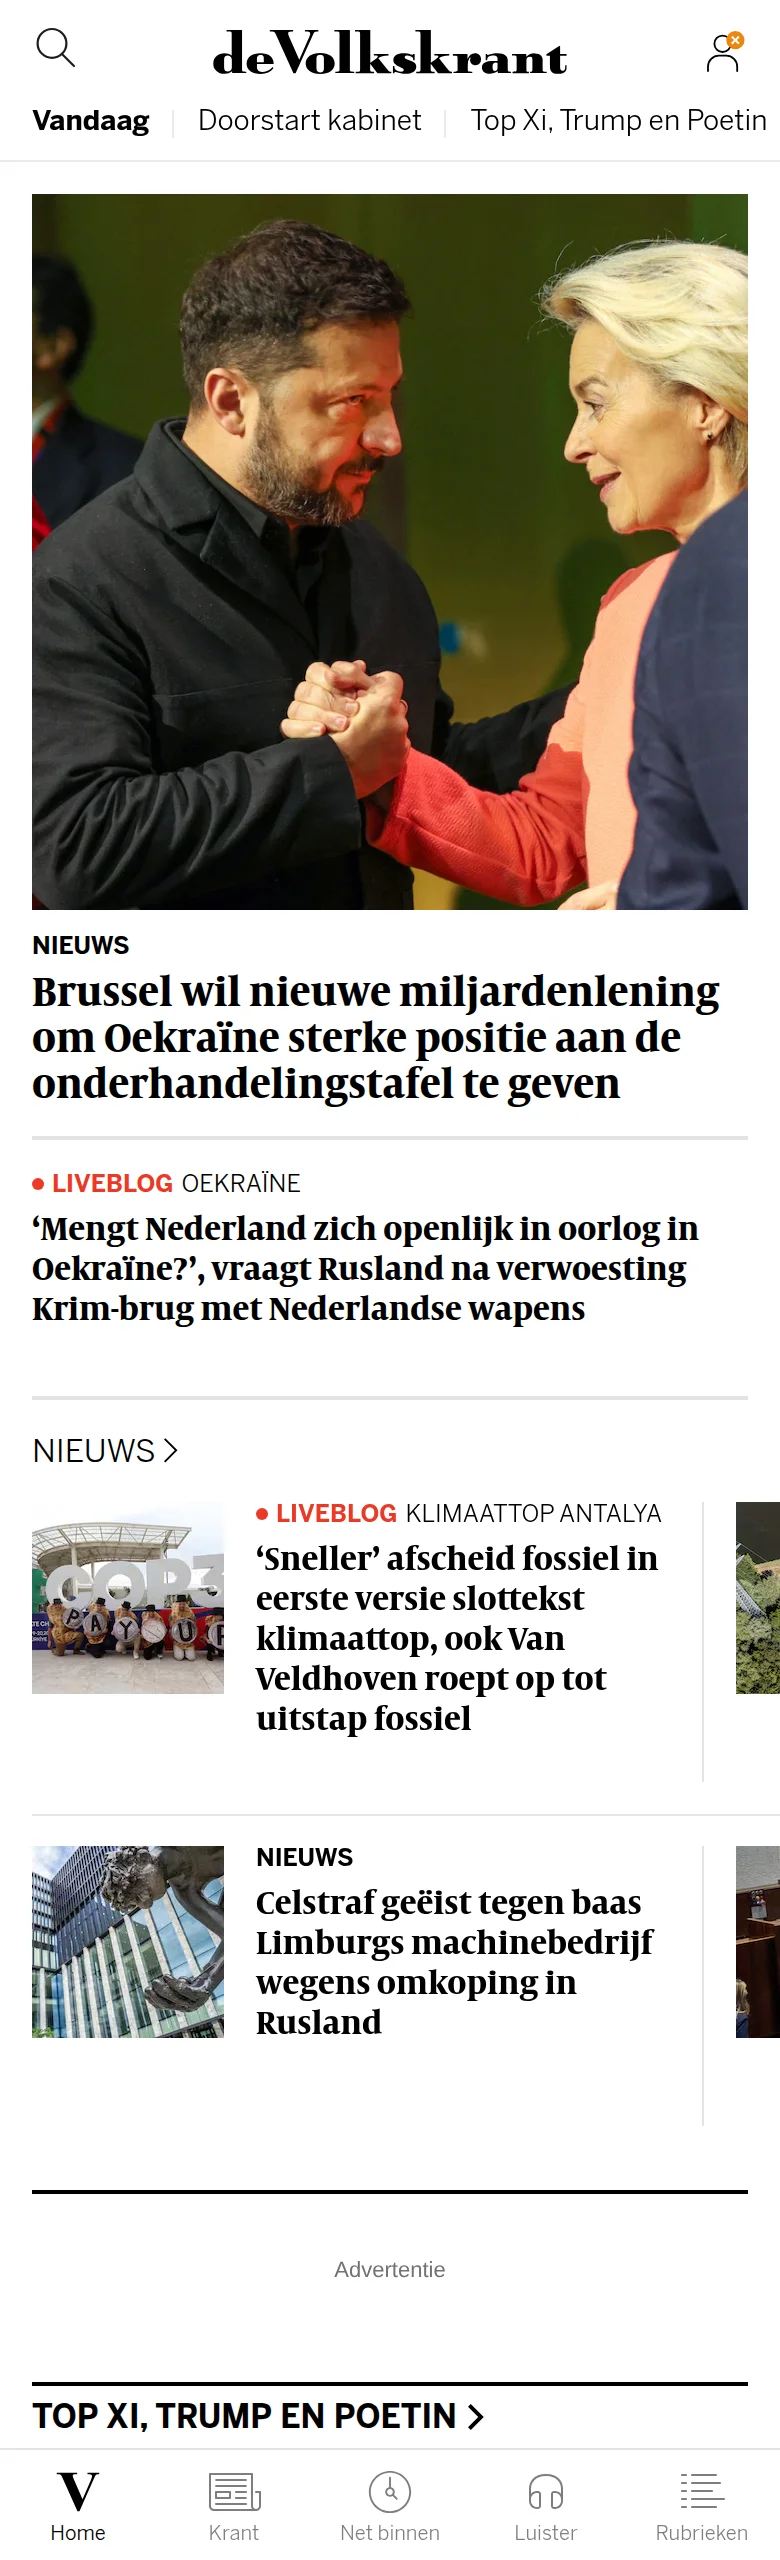 deVolkskrant
Vandaag
Doorstart kabinet
Top Xi, Trump en Poetin
NIEUWS
Brussel wil nieuwe miljardenlening
om Oekraïne sterke positie aan de
onderhandelingstafel te geven
LIVEBLOG OEKRAÏNE
‘Mengt Nederland zich openlijk in oorlog in
Oekraïne?’, vraagt Rusland na verwoesting
Krim-brug met Nederlandse wapens
NIEUWS
COP3
PAY UP
LIVEBLOG KLIMAATTOP ANTALYA
‘Sneller’ afscheid fossiel in
eerste versie slottekst
klimaattop, ook Van
Veldhoven roept op tot
uitstap fossiel
NIEUWS
Celstraf geëist tegen baas
Limburgs machinebedrijf
wegens omkoping in
Rusland
Advertentie
TOP XI, TRUMP EN POETIN
V
Home
Krant
Net binnen
Luister
Rubrieken